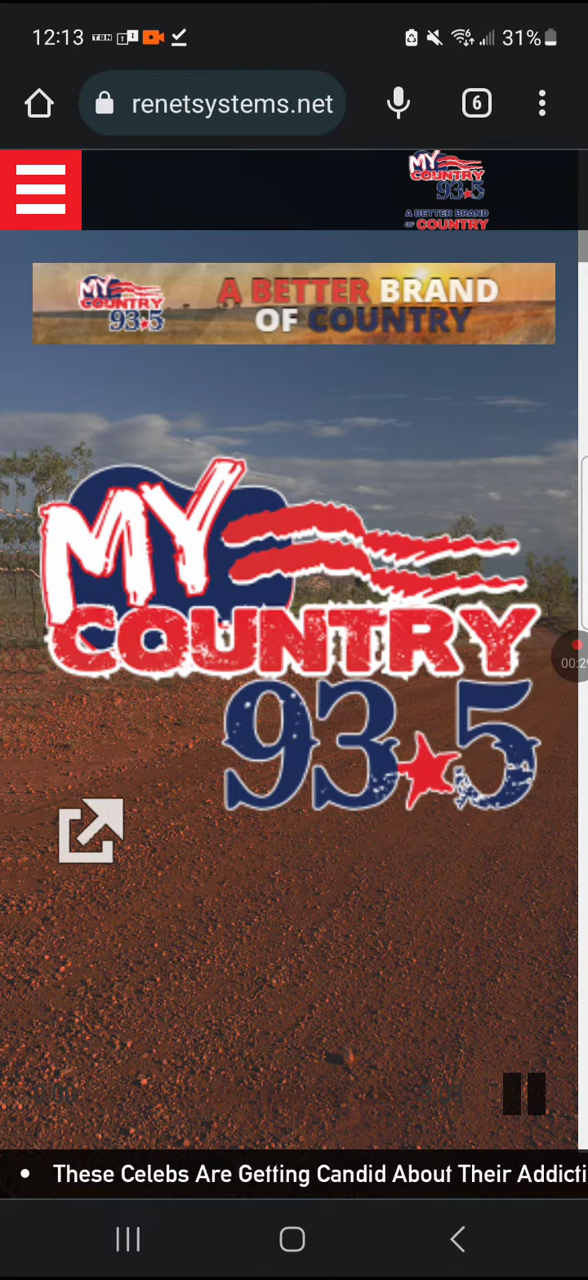 12:13
31%
renetsystems.net
6
MY
COUNTRY
93.5
A BETTER BRAND
OF COUNTRY
MY
COUNTRY
93.5
A BETTER BRAND
OF COUNTRY
MY
COUNTRY
93.5
These Celebs Are Getting Candid About Their Addicti